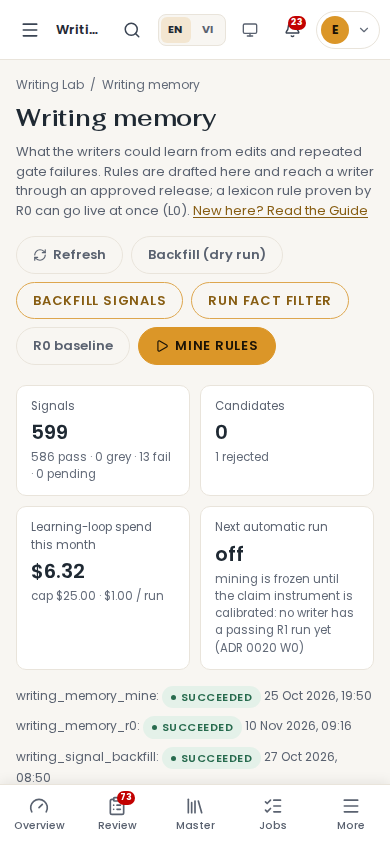 Writi...
EN
VI
23
E
Writing Lab / Writing memory
Writing memory
What the writers could learn from edits and repeated
gate failures. Rules are drafted here and reach a writer
through an approved release; a lexicon rule proven by
R0 can go live at once (L0). New here? Read the Guide
Refresh
Backfill (dry run)
BACKFILL SIGNALS
RUN FACT FILTER
R0 baseline
MINE RULES
Signals
599
586 pass · 0 grey · 13 fail
· 0 pending
Candidates
0
1 rejected
Learning-loop spend
this month
$6.32
cap $25.00 · $1.00 / run
Next automatic run
off
mining is frozen until
the claim instrument is
calibrated: no writer has
a passing R1 run yet
(ADR 0020 W0)
writing_memory_mine: SUCCEEDED 25 Oct 2026, 19:50
writing_memory_r0: SUCCEEDED 10 Nov 2026, 09:16
writing_signal_backfill: SUCCEEDED 27 Oct 2026,
08:50
73
Overview
Review
Master
Jobs
More